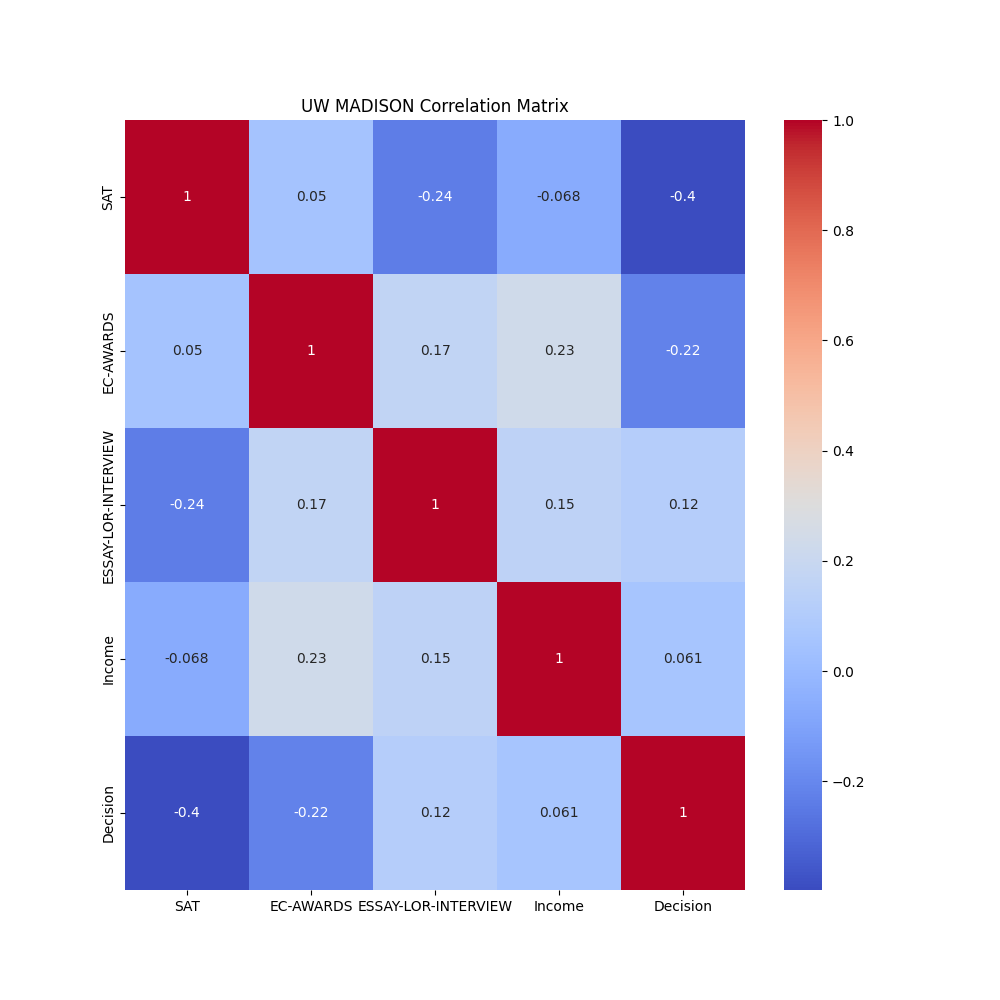 UW MADISON Correlation Matrix
SAT
1 0.05 -0.24 -0.068 -0.4
EC-AWARDS
0.05 1 0.17 0.23 -0.22
ESSAY-LOR-INTERVIEW
-0.24 0.17 1 0.15 0.12
Income
-0.068 0.23 0.15 1 0.061
Decision
-0.4 -0.22 0.12 0.061 1
SAT EC-AWARDS ESSAY-LOR-INTERVIEW Income Decision
1.0
0.8
0.6
0.4
0.2
0.0
−0.2